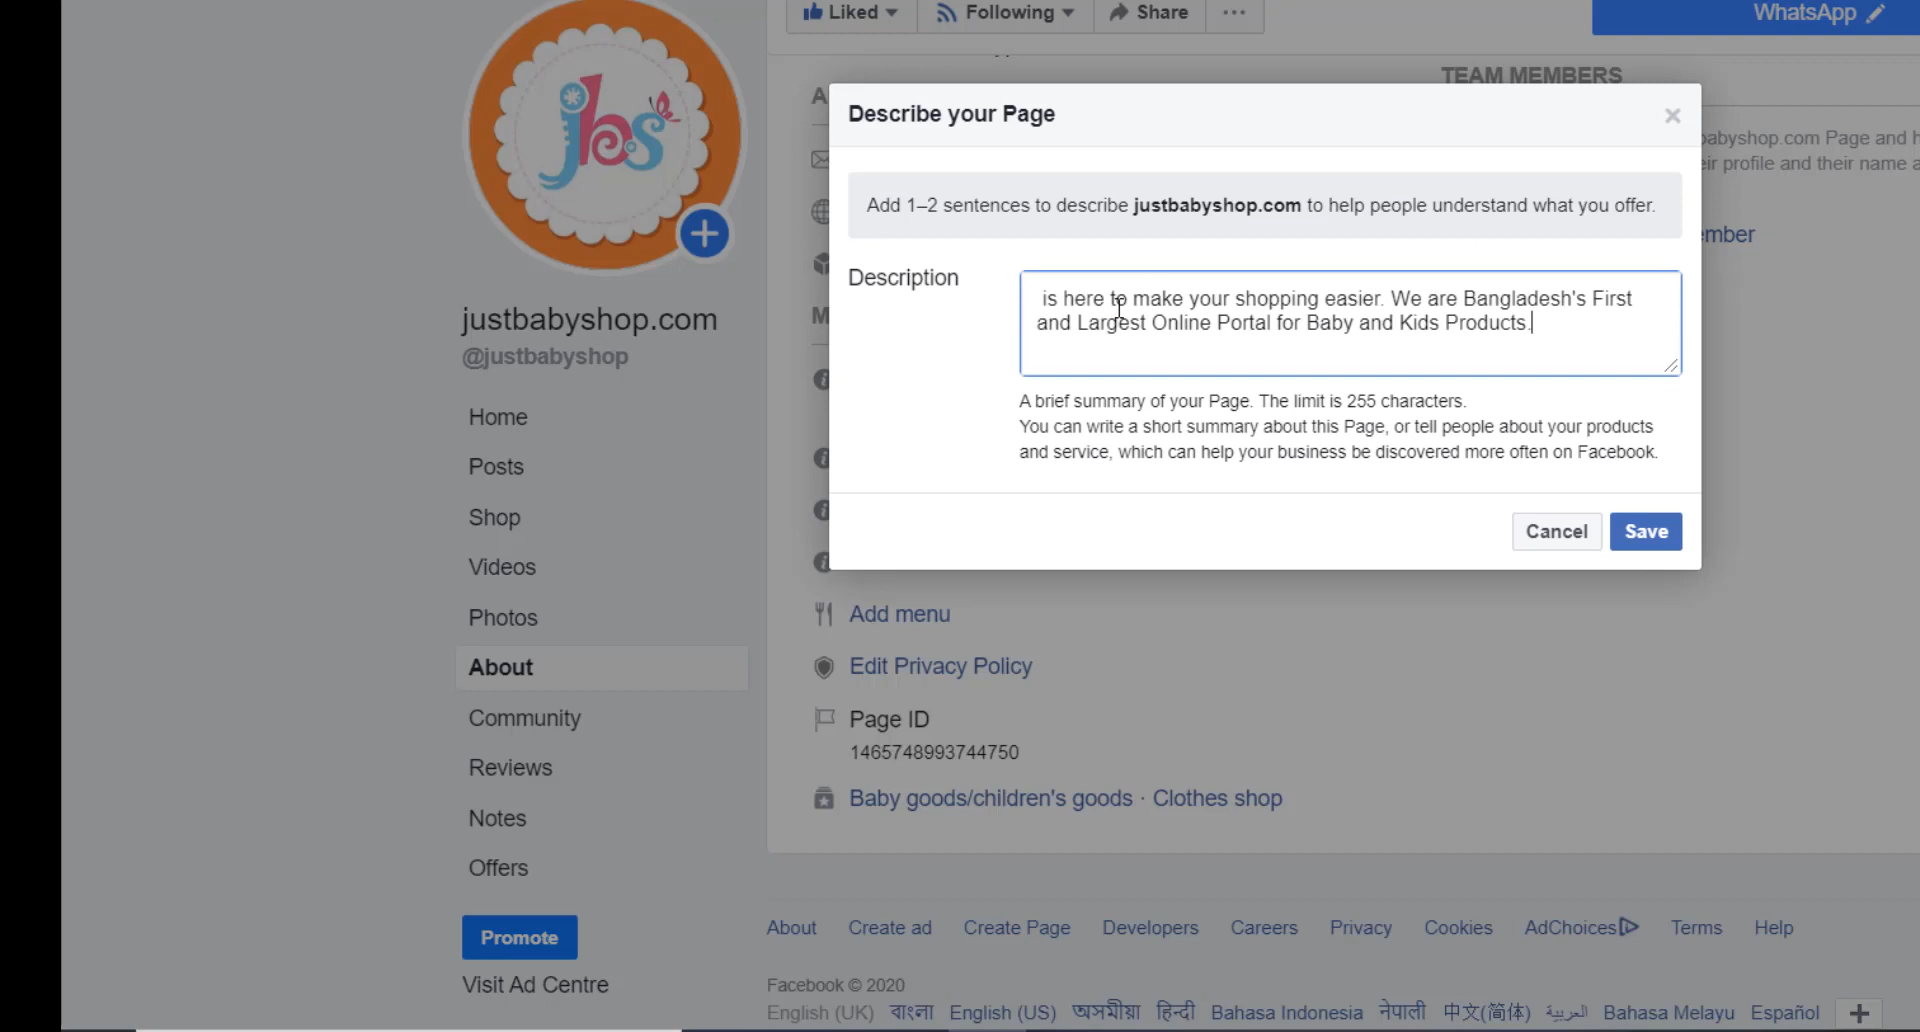 Liked
Following
Share
WhatsApp
TEAM MEMBERS
jbs
justbabyshop.com
@justbabyshop
Home
Posts
Shop
Videos
Photos
About
Community
Reviews
Notes
Offers
Promote
Visit Ad Centre
Describe your Page
Add 1–2 sentences to describe justbabyshop.com to help people understand what you offer.
Description
is here to make your shopping easier. We are Bangladesh's First
and Largest Online Portal for Baby and Kids Products.
A brief summary of your Page. The limit is 255 characters.
You can write a short summary about this Page, or tell people about your products
and service, which can help your business be discovered more often on Facebook.
Cancel Save
babyshop.com Page and h
eir profile and their name a
mber
Add menu
Edit Privacy Policy
Page ID
1465748993744750
Baby goods/children's goods · Clothes shop
About Create ad Create Page Developers Careers Privacy Cookies AdChoices Terms Help
Facebook © 2020
English (UK) বাংলা English (US) অসমীয়া हिन्दी Bahasa Indonesia नेपाली 中文(简体) العربية Bahasa Melayu Español